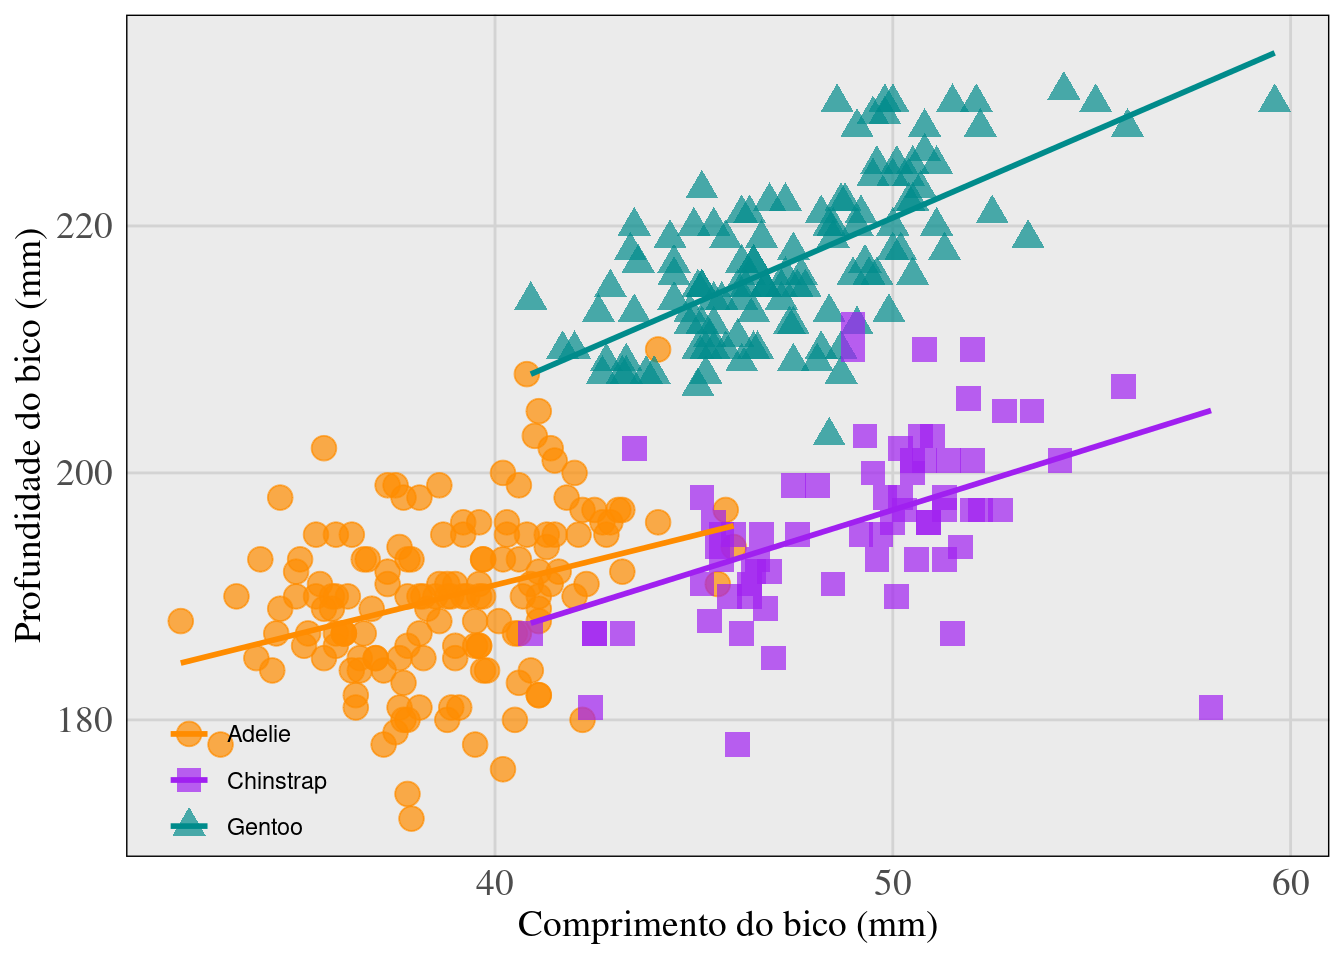 Profundidade do bico (mm)
220
200
180
Adelie
Chinstrap
Gentoo
40 50 60
Comprimento do bico (mm)